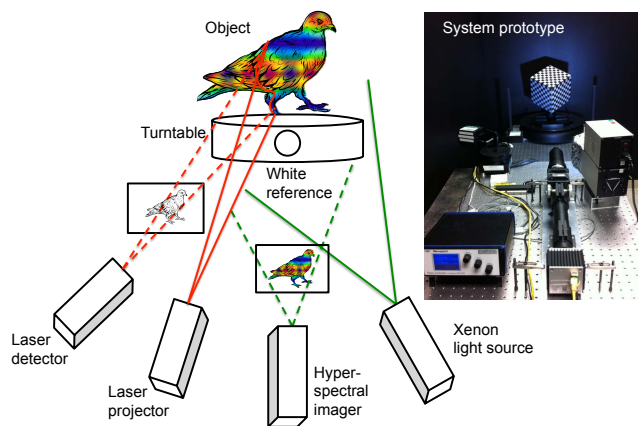 Object
System prototype
Turntable
White
reference
Laser
detector
Laser
projector
Hyper-
spectral
imager
Xenon
light source